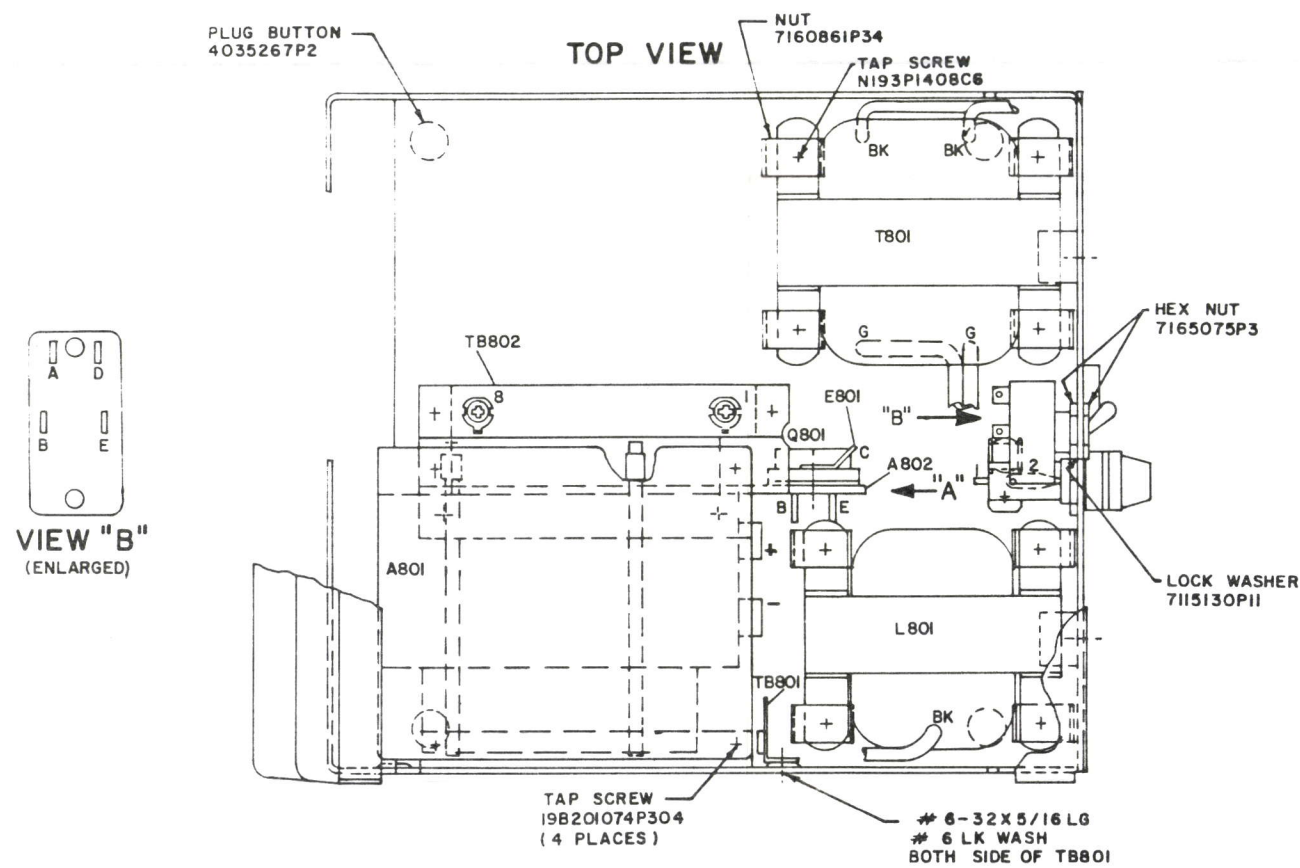 PLUG BUTTON
4035267P2
TOP VIEW
NUT
7160861P34
TAP SCREW
N193P1408C6
BK
BK
T801
HEX NUT
7165075P3
G
G
TB802
8
1
E801
"B"
Q801
C
A802
"A"
2
B
E
A
D
B
E
VIEW "B"
(ENLARGED)
A801
+
-
L801
LOCK WASHER
7115130P11
TB801
BK
TAP SCREW
19B201074P304
(4 PLACES)
# 6-32X5/16 LG
# 6 LK WASH
BOTH SIDE OF TB801